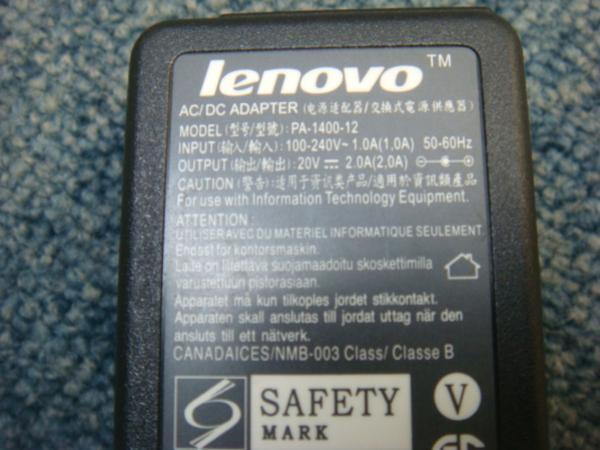 lenovo™
AC/DC ADAPTER (电源适配器/交換式電源供應器)
MODEL (型号/型號): PA-1400-12
INPUT (输入/輸入): 100-240V~ 1.0A(1,0A) 50-60Hz
OUTPUT (输出/輸出): 20V ⎓ 2.0A(2,0A)
CAUTION (警告):适用于资讯类产品/適用於資訊類產品
For use with Information Technology Equipment.
ATTENTION :
UTILISER AVEC DU MATERIEL INFORMATIQUE SEULEMENT.
Endast for kontorsmaskin.
Laite on liitettävä suojamaadoitu skoskettimilla
varustettuun pistorasiaan.
Apparatet må kun tilkoples jordet stikkontakt.
Apparaten skall anslutas till jordat uttag när den
ansluts till ett nätverk.
CANADAICES/NMB-003 Class/ Classe B
SAFETY
MARK
V